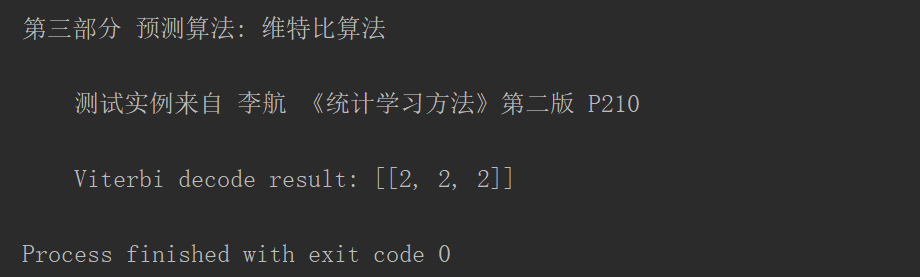 第三部分 预测算法: 维特比算法
测试实例来自 李航 《统计学习方法》第二版 P210
Viterbi decode result: [[2, 2, 2]]
Process finished with exit code 0